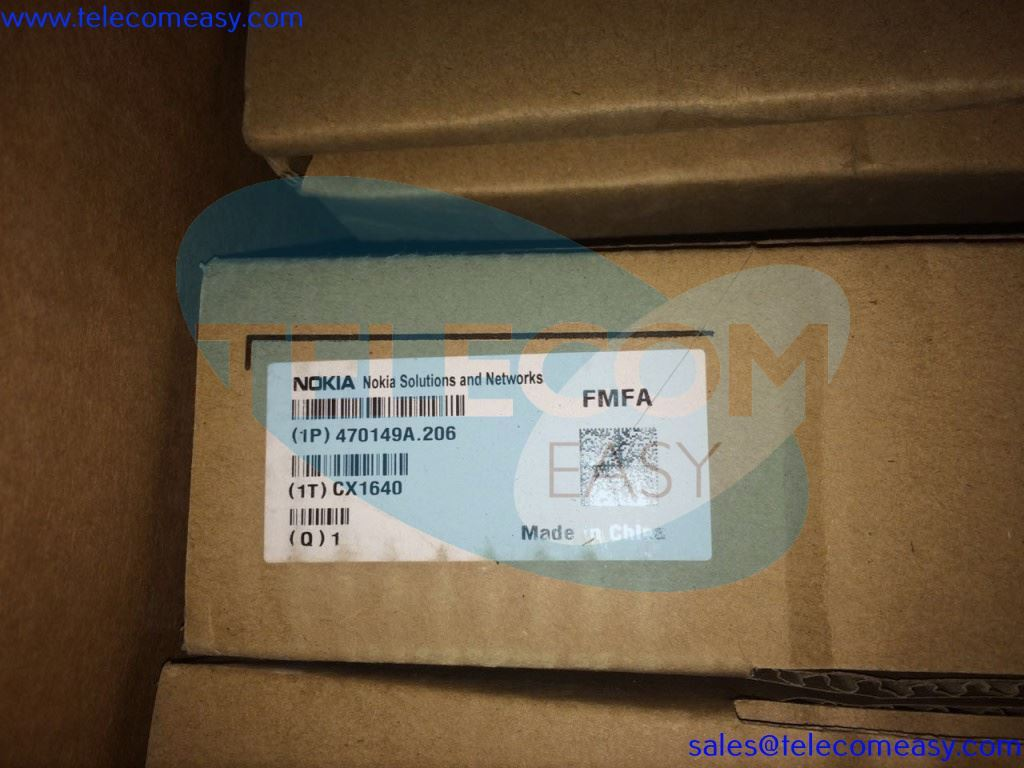 www.telecomeasy.com
TELECOM
EASY
NOKIA Nokia Solutions and Networks
FMFA
(1P) 470149A.206
(1T) CX1640
(Q) 1
Made in China
sales@telecomeasy.com